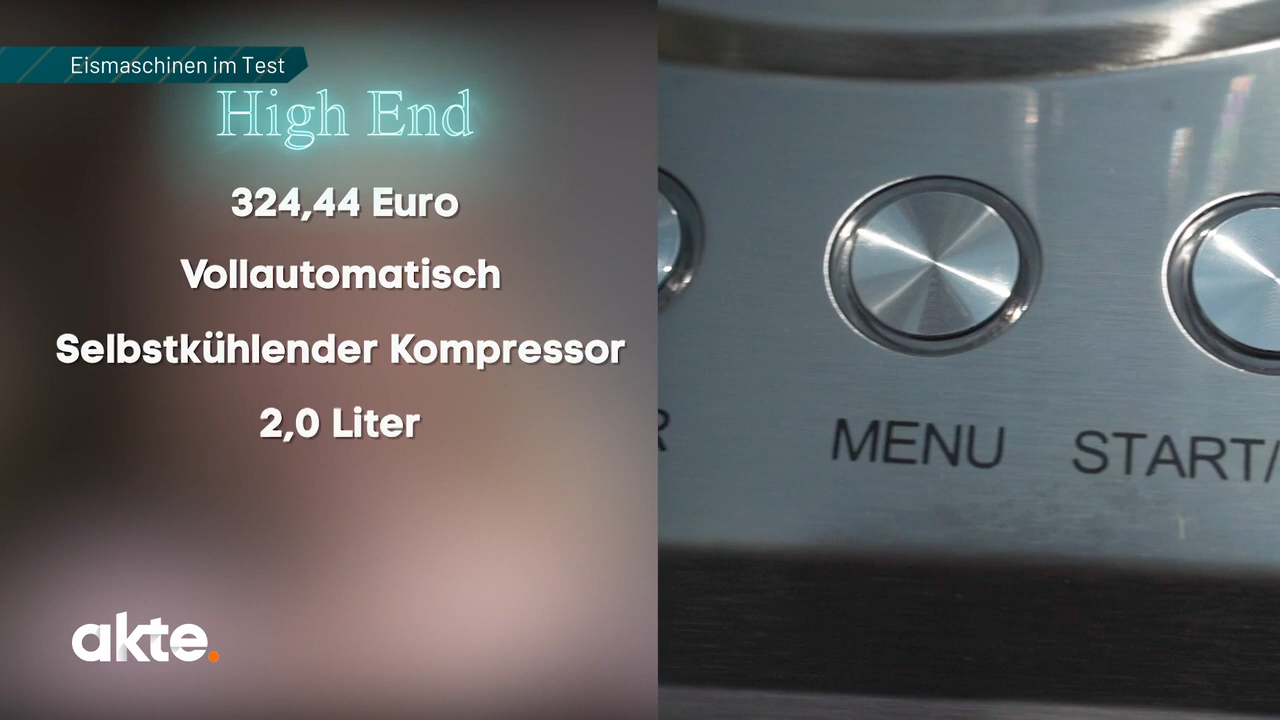 Eismaschinen im Test
High End
324,44 Euro
Vollautomatisch
Selbstkühlender Kompressor
2,0 Liter
akte.
R
MENU
START/